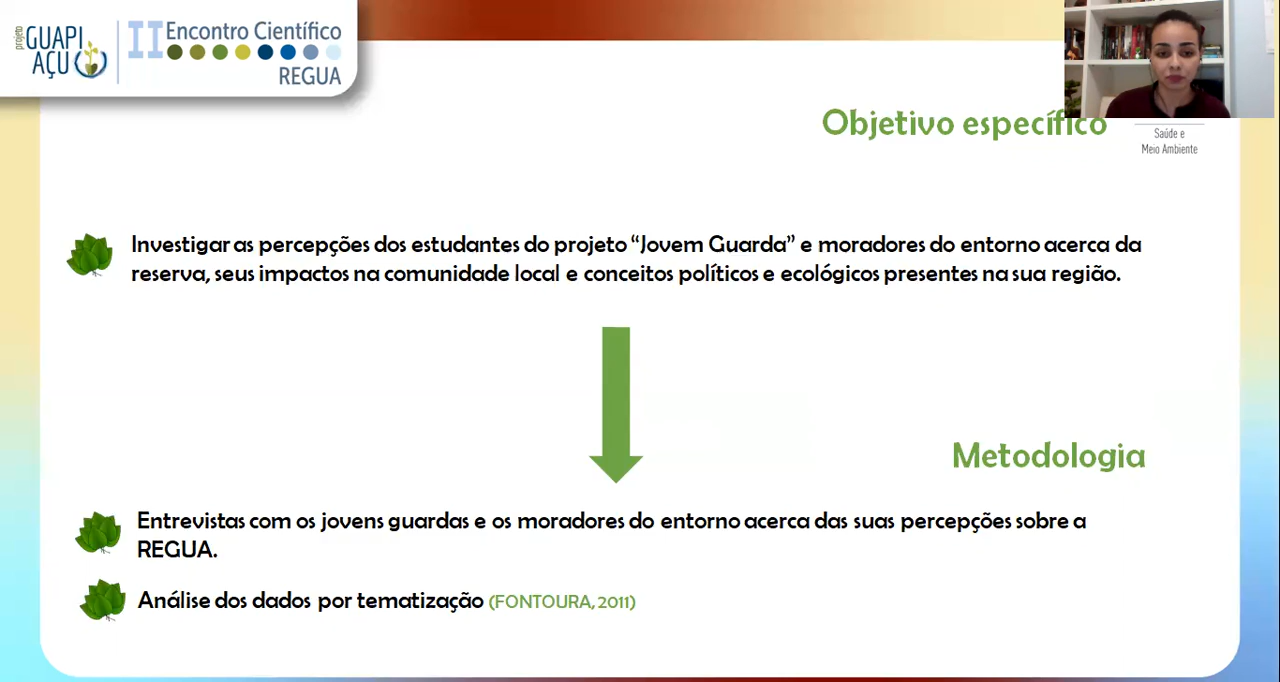 projeto
GUAPI
AÇU
II Encontro Científico
REGUA
Objetivo específico
Saúde e
Meio Ambiente
Investigar as percepções dos estudantes do projeto “Jovem Guarda” e moradores do entorno acerca da
reserva, seus impactos na comunidade local e conceitos políticos e ecológicos presentes na sua região.
Metodologia
Entrevistas com os jovens guardas e os moradores do entorno acerca das suas percepções sobre a
REGUA.
Análise dos dados por tematização (FONTOURA, 2011)